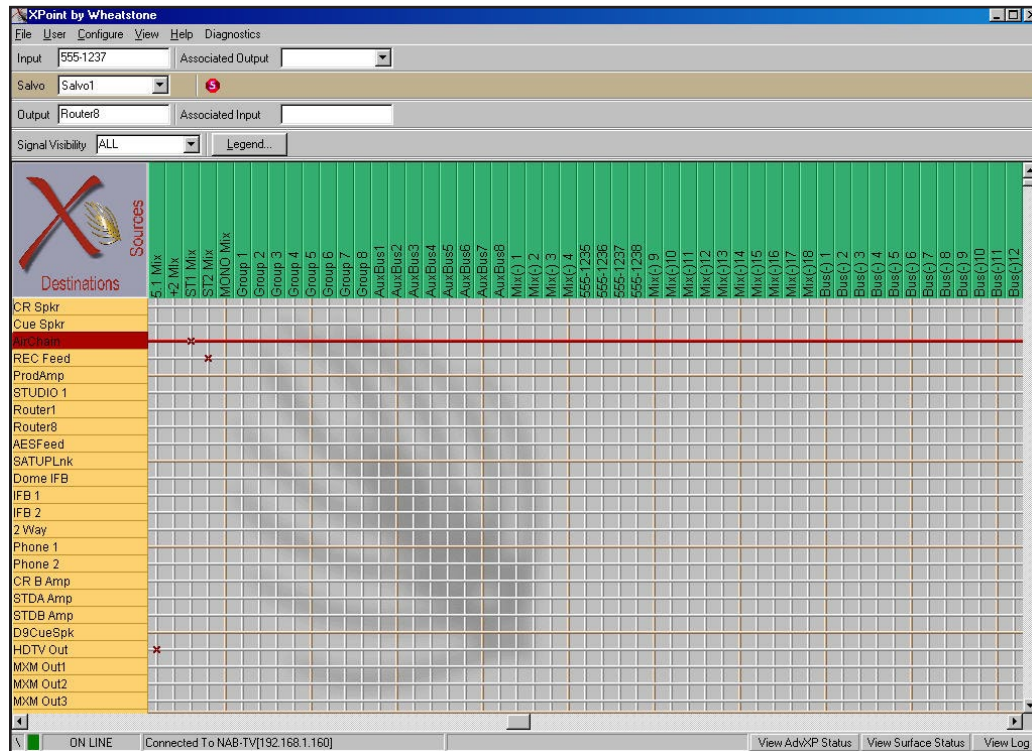 XPoint by Wheatstone
File User Configure View Help Diagnostics
Input 555-1237 Associated Output
Salvo Salvo1 S
Output Router8 Associated Input
Signal Visibility ALL Legend...
Sources
Destinations
5.1 Mix
+2 Mix
ST1 Mix
ST2 Mix
MONO Mix
Group 1
Group 2
Group 3
Group 4
Group 5
Group 6
Group 7
Group 8
AuxBus1
AuxBus2
AuxBus3
AuxBus4
AuxBus5
AuxBus6
AuxBus7
AuxBus8
Mix(-) 1
Mix(-) 2
Mix(-) 3
Mix(-) 4
555-1235
555-1236
555-1237
555-1238
Mix(-) 9
Mix(-)10
Mix(-)11
Mix(-)12
Mix(-)13
Mix(-)14
Mix(-)15
Mix(-)16
Mix(-)17
Mix(-)18
Bus(-) 1
Bus(-) 2
Bus(-) 3
Bus(-) 4
Bus(-) 5
Bus(-) 6
Bus(-) 7
Bus(-) 8
Bus(-) 9
Bus(-)10
Bus(-)11
Bus(-)12
CR Spkr
Cue Spkr
AirChain
REC Feed
ProdAmp
STUDIO 1
Router1
Router8
AESFeed
SATUPLnk
Dome IFB
IFB 1
IFB 2
2 Way
Phone 1
Phone 2
CR B Amp
STDA Amp
STDB Amp
D9CueSpk
HDTV Out
MXM Out1
MXM Out2
MXM Out3
\ ON LINE Connected To NAB-TV[192.168.1.160] View AdvXP Status View Surface Status View Log